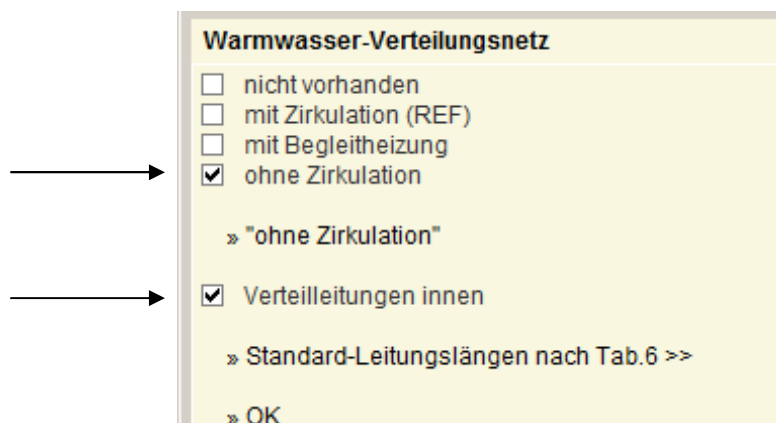 Warmwasser-Verteilungsnetz
nicht vorhanden
mit Zirkulation (REF)
mit Begleitheizung
ohne Zirkulation
» "ohne Zirkulation"
Verteilleitungen innen
» Standard-Leitungslängen nach Tab.6 >>
» OK